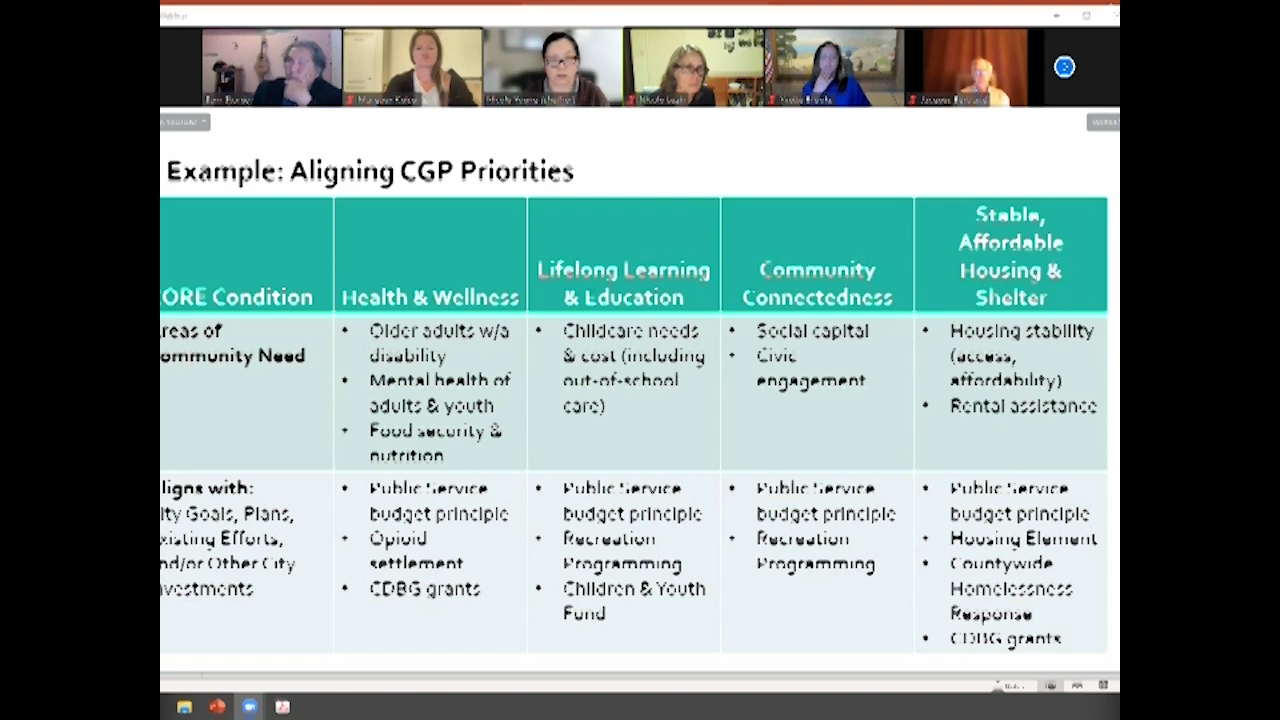 Example: Aligning CGP Priorities
ORE Condition
Health & Wellness
Lifelong Learning
& Education
Community
Connectedness
Stable,
Affordable
Housing &
Shelter
reas of
ommunity Need
• Older adults w/a
disability
• Mental health of
adults & youth
• Food security &
nutrition
• Childcare needs
& cost (including
out-of-school
care)
• Social capital
• Civic
engagement
• Housing stability
(access,
affordability)
• Rental assistance
ligns with:
ity Goals, Plans,
xisting Efforts,
nd/or Other City
nvestments
• Public Service
budget principle
• Opioid
settlement
• CDBG grants
• Public Service
budget principle
• Recreation
Programming
• Children & Youth
Fund
• Public Service
budget principle
• Recreation
Programming
• Public Service
budget principle
• Housing Element
• Countywide
Homelessness
Response
• CDBG grants